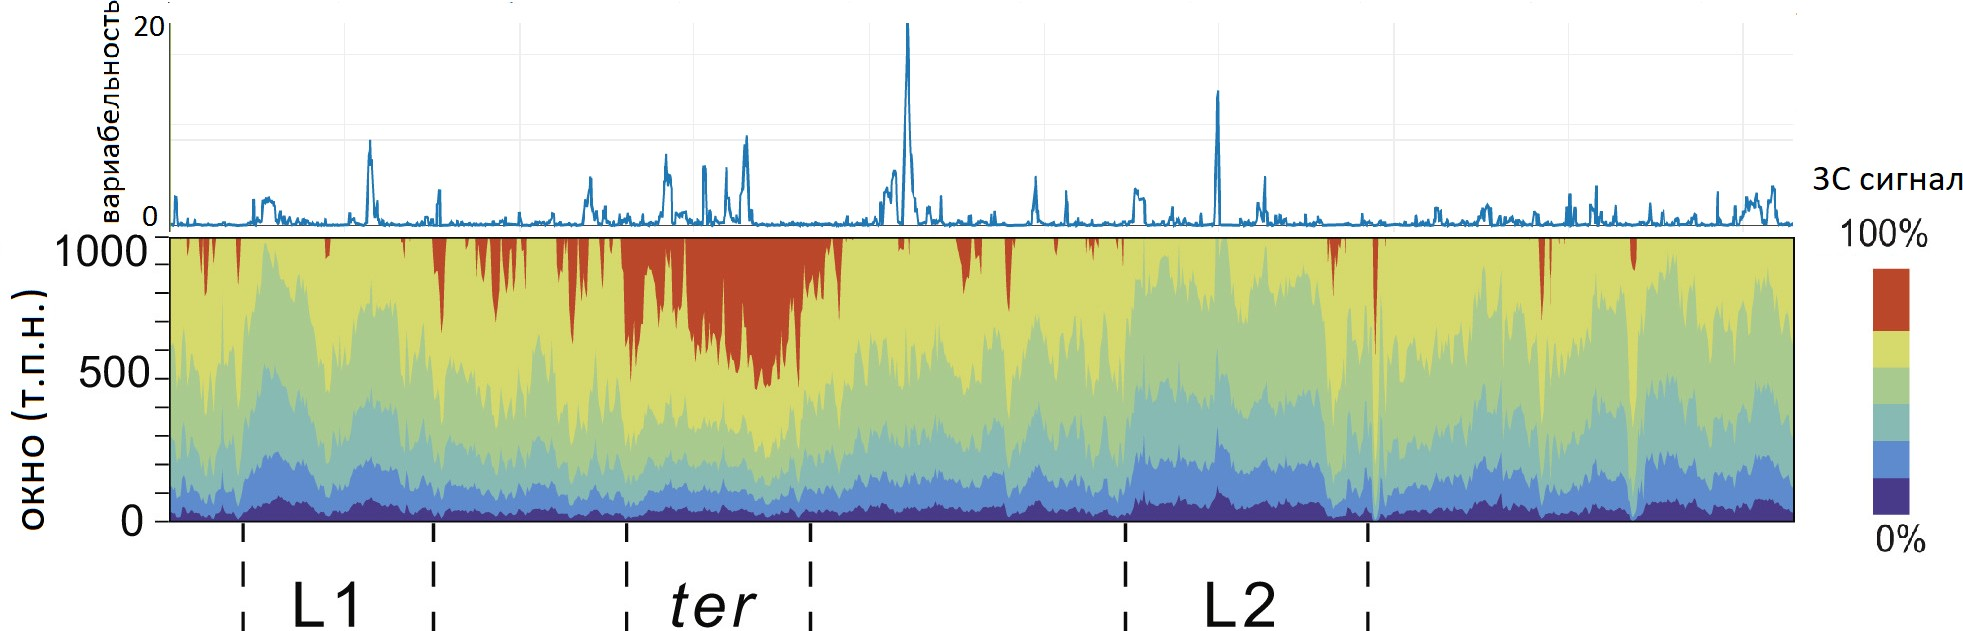 вариабельность
20
0
3C сигнал
100%
0%
окно (т.п.н.)
1000
500
0
L1
ter
L2